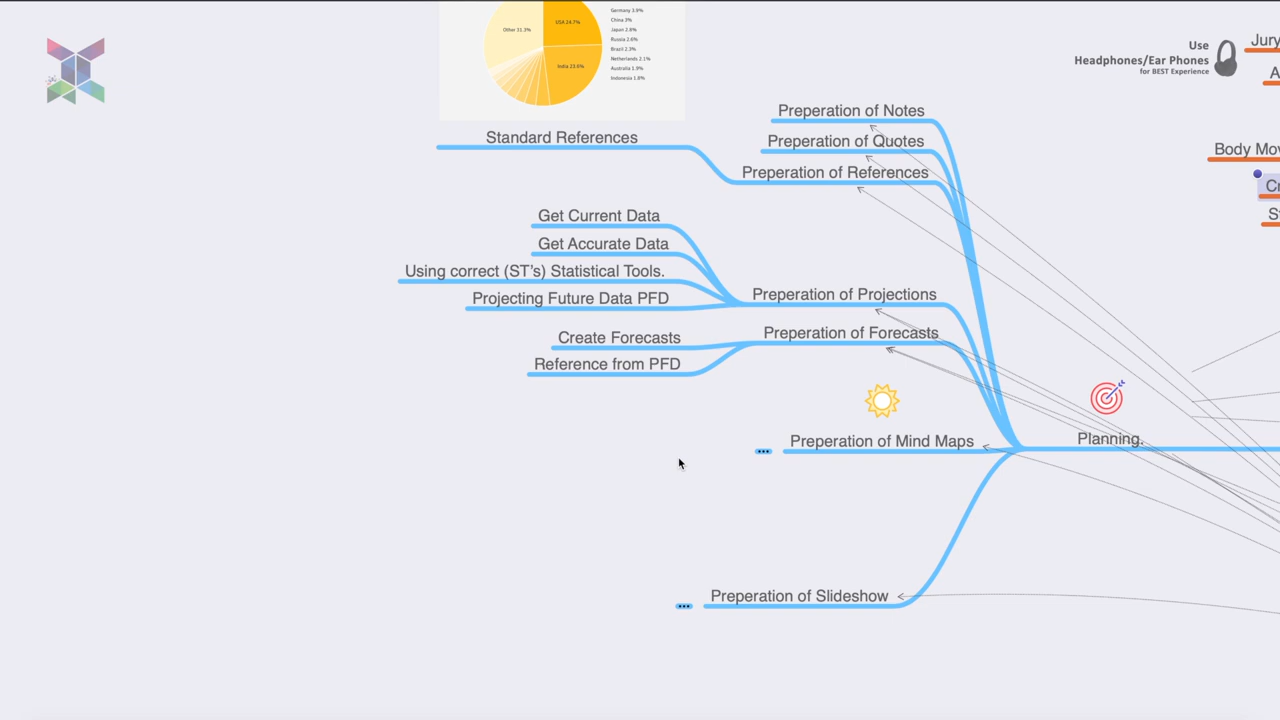 Germany 3.9%
China 3%
Japan 2.8%
Russia 2.6%
Brazil 2.3%
Netherlands 2.1%
Australia 1.9%
Indonesia 1.8%
USA 24.7%
Other 31.3%
India 23.6%
Use
Headphones/Ear Phones
for BEST Experience
Jury
A
Body Mov
Preperation of Notes
Preperation of Quotes
Preperation of References
Standard References
Get Current Data
Get Accurate Data
Using correct (ST's) Statistical Tools.
Projecting Future Data PFD
Preperation of Projections
Create Forecasts
Reference from PFD
Preperation of Forecasts
Preperation of Mind Maps
Planning.
Preperation of Slideshow